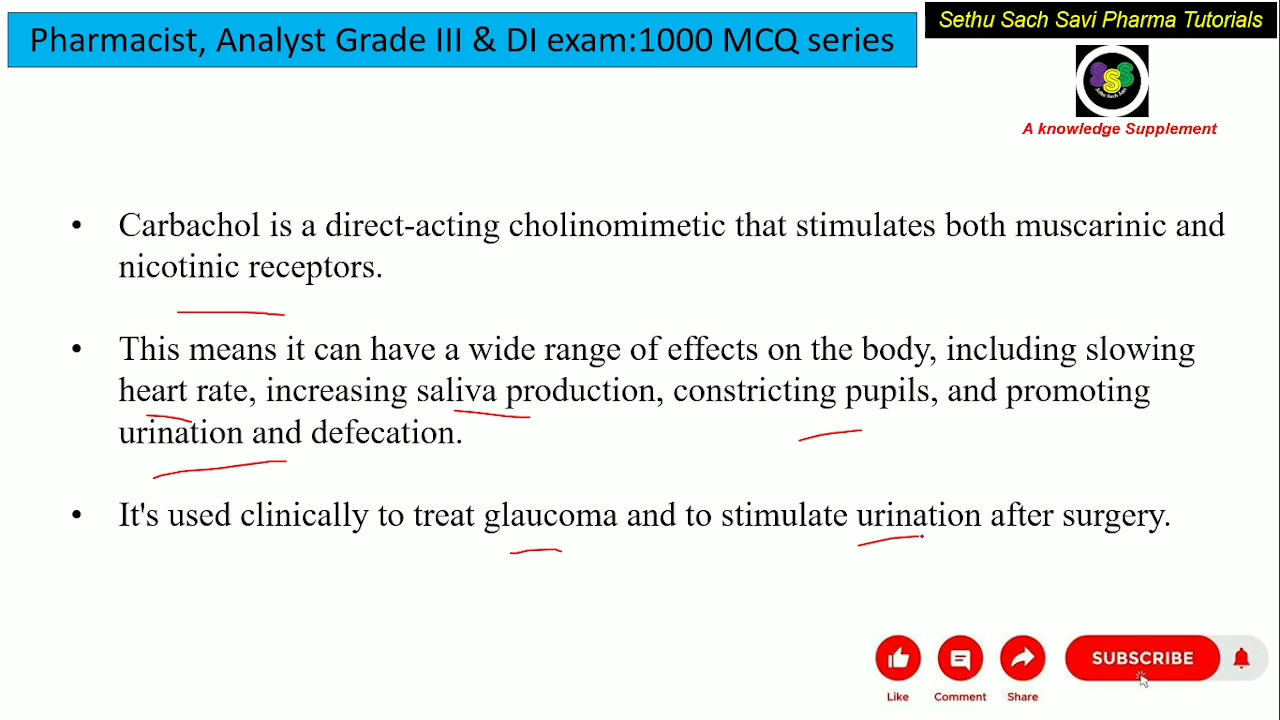 Pharmacist, Analyst Grade III & DI exam:1000 MCQ series
Sethu Sach Savi Pharma Tutorials
SSS
A knowledge Supplement
• Carbachol is a direct-acting cholinomimetic that stimulates both muscarinic and
nicotinic receptors.
• This means it can have a wide range of effects on the body, including slowing
heart rate, increasing saliva production, constricting pupils, and promoting
urination and defecation.
• It's used clinically to treat glaucoma and to stimulate urination after surgery.
SUBSCRIBE
Like Comment Share